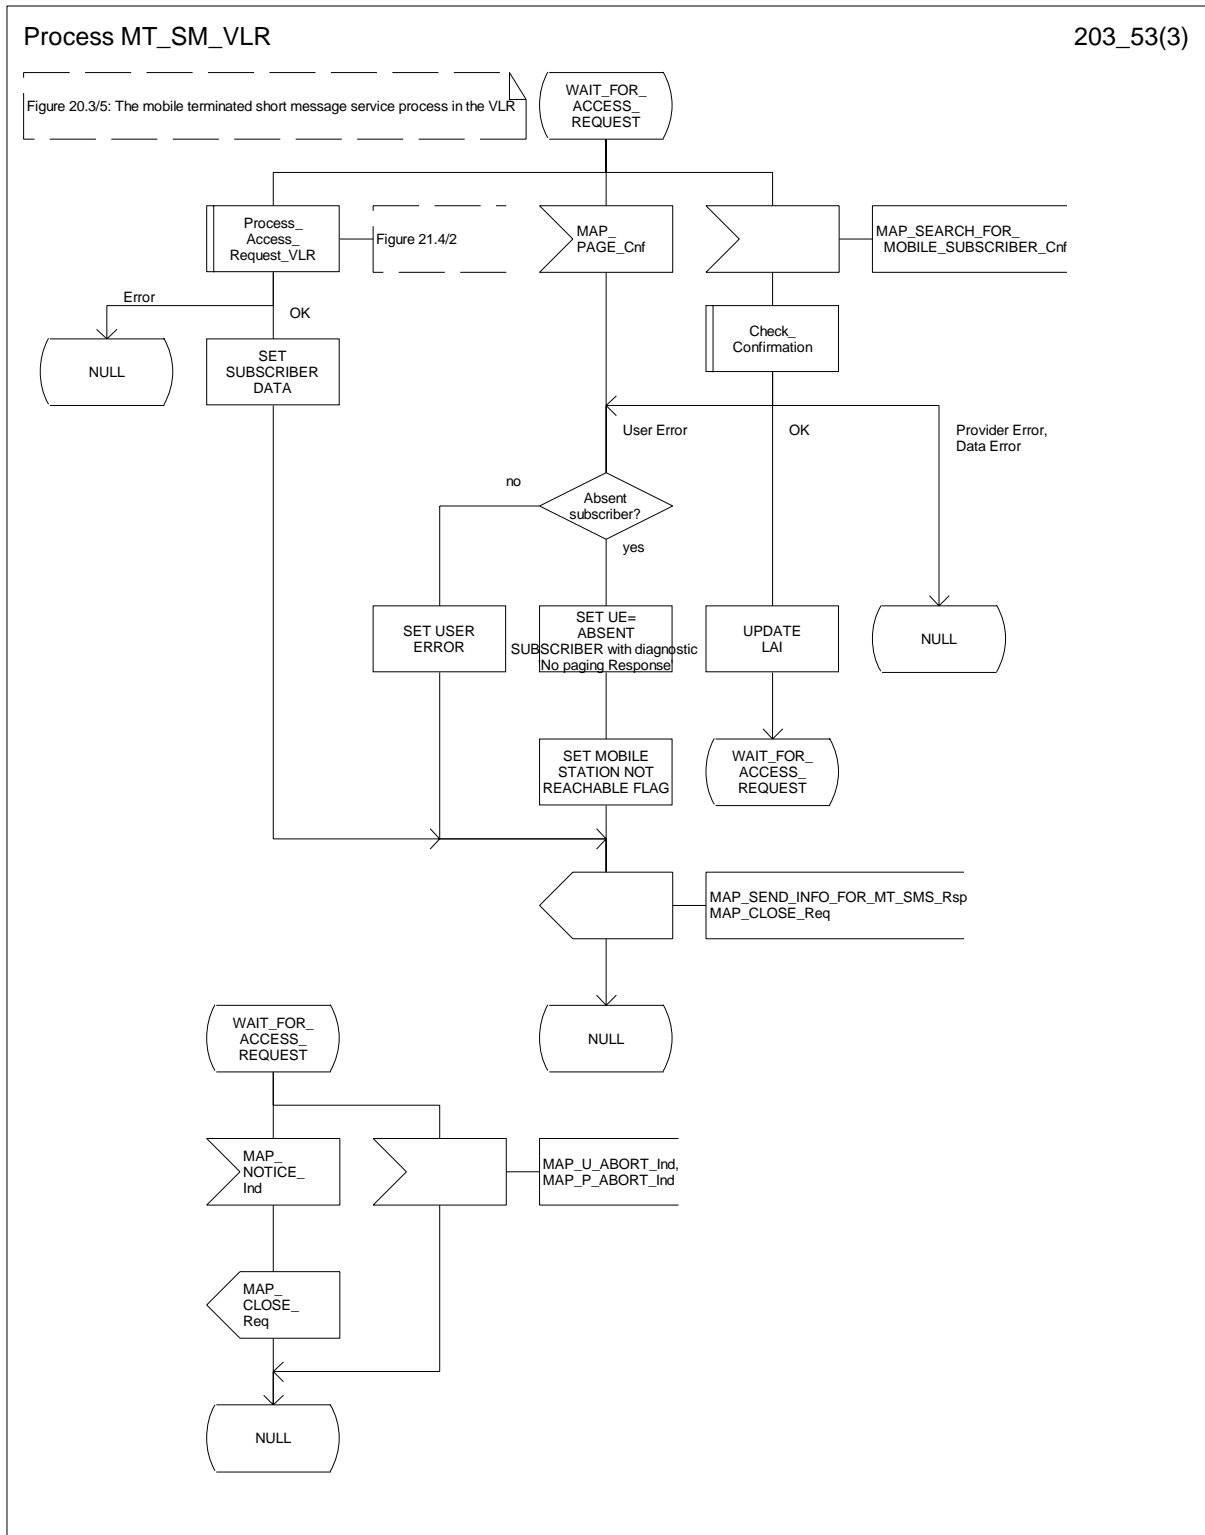 Process MT_SM_VLR
203_53(3)
Figure 20.3/5: The mobile terminated short message service process in the VLR
WAIT_FOR_
ACCESS_
REQUEST
Process_
Access_
Request_VLR
Figure 21.4/2
MAP_
PAGE_Cnf
MAP_SEARCH_FOR_
MOBILE_SUBSCRIBER_Cnf
Error
OK
Check_
Confirmation
NULL
SET
SUBSCRIBER
DATA
User Error
OK
Provider Error,
Data Error
no
Absent
subscriber?
yes
SET USER
ERROR
SET UE=
ABSENT
SUBSCRIBER with diagnostic
'No paging Response'
UPDATE
LAI
NULL
SET MOBILE
STATION NOT
REACHABLE FLAG
WAIT_FOR_
ACCESS_
REQUEST
MAP_SEND_INFO_FOR_MT_SMS_Rsp
MAP_CLOSE_Req
WAIT_FOR_
ACCESS_
REQUEST
NULL
MAP_
NOTICE_
Ind
MAP_U_ABORT_Ind,
MAP_P_ABORT_Ind
MAP_
CLOSE_
Req
NULL